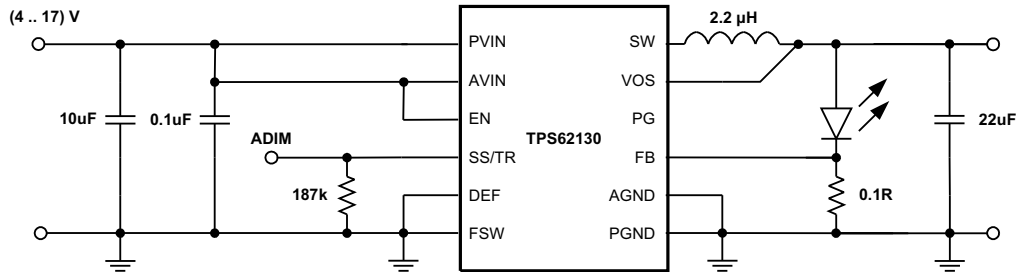 (4 .. 17) V
2.2 µH
PVIN
SW
AVIN
VOS
10uF
0.1uF
EN
PG
22uF
TPS62130
ADIM
SS/TR
FB
187k
DEF
AGND
0.1R
FSW
PGND